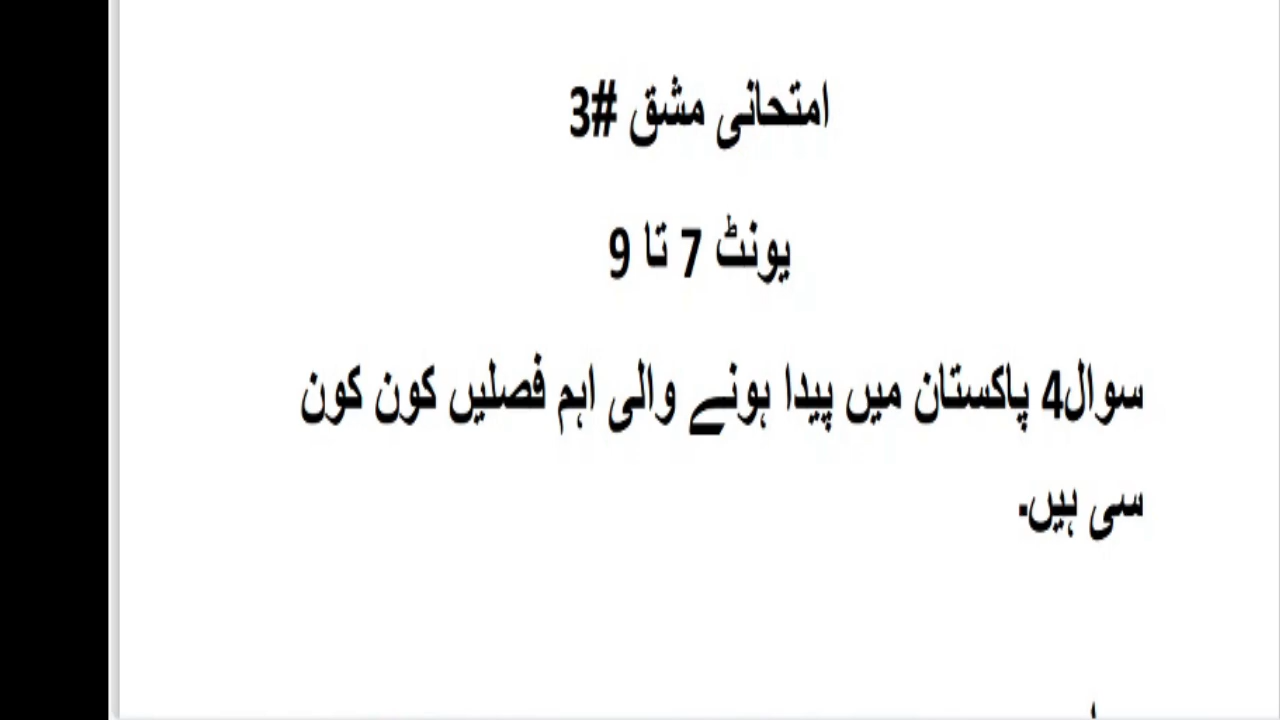 امتحانی مشق #3
یونٹ 7 تا 9
سوال4 پاکستان میں پیدا ہونے والی اہم فصلیں کون کون
سی ہیں۔